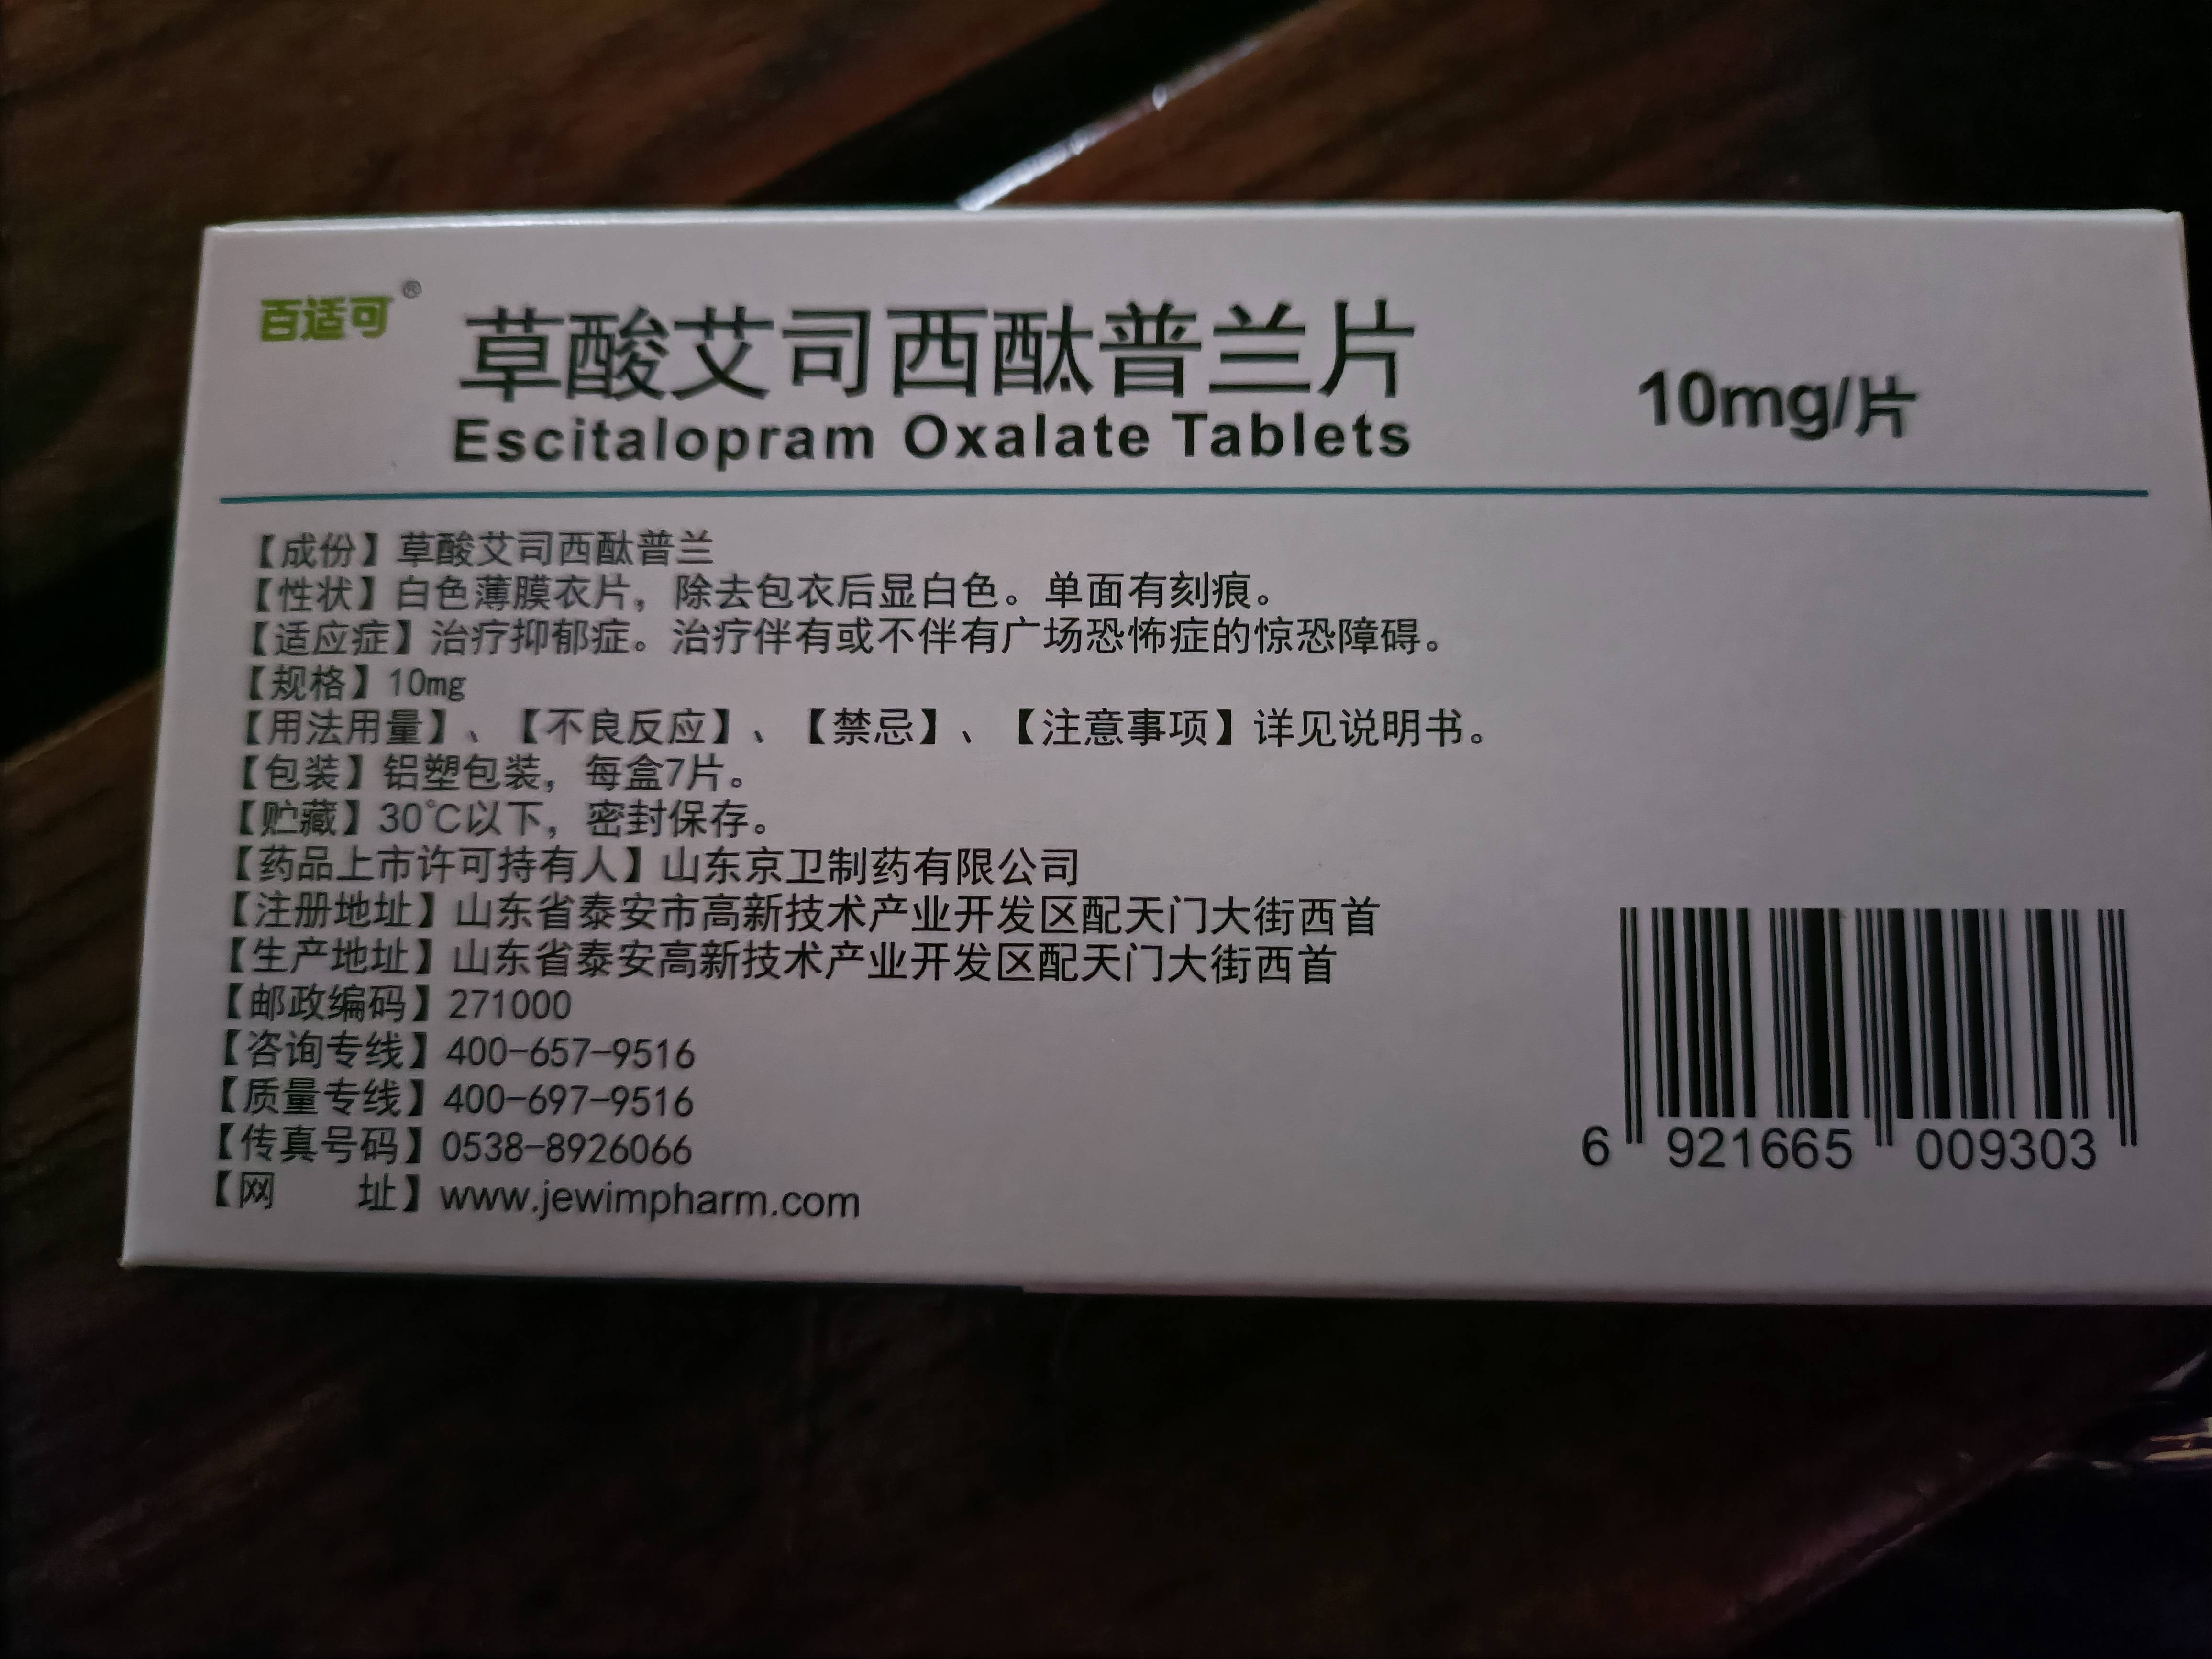 百适可®
草酸艾司西酞普兰片
10mg/片
Escitalopram Oxalate Tablets
【成份】草酸艾司西酞普兰
【性状】白色薄膜衣片，除去包衣后显白色。单面有刻痕。
【适应症】治疗抑郁症。治疗伴有或不伴有广场恐怖症的惊恐障碍。
【规格】10mg
【用法用量】、【不良反应】、【禁忌】、【注意事项】详见说明书。
【包装】铝塑包装，每盒7片。
【贮藏】30℃以下，密封保存。
【药品上市许可持有人】山东京卫制药有限公司
【注册地址】山东省泰安市高新技术产业开发区配天门大街西首
【生产地址】山东省泰安高新技术产业开发区配天门大街西首
【邮政编码】271000
【咨询专线】400-657-9516
【质量专线】400-697-9516
【传真号码】0538-8926066
【网　　址】www.jewimpharm.com
6 921665 009303